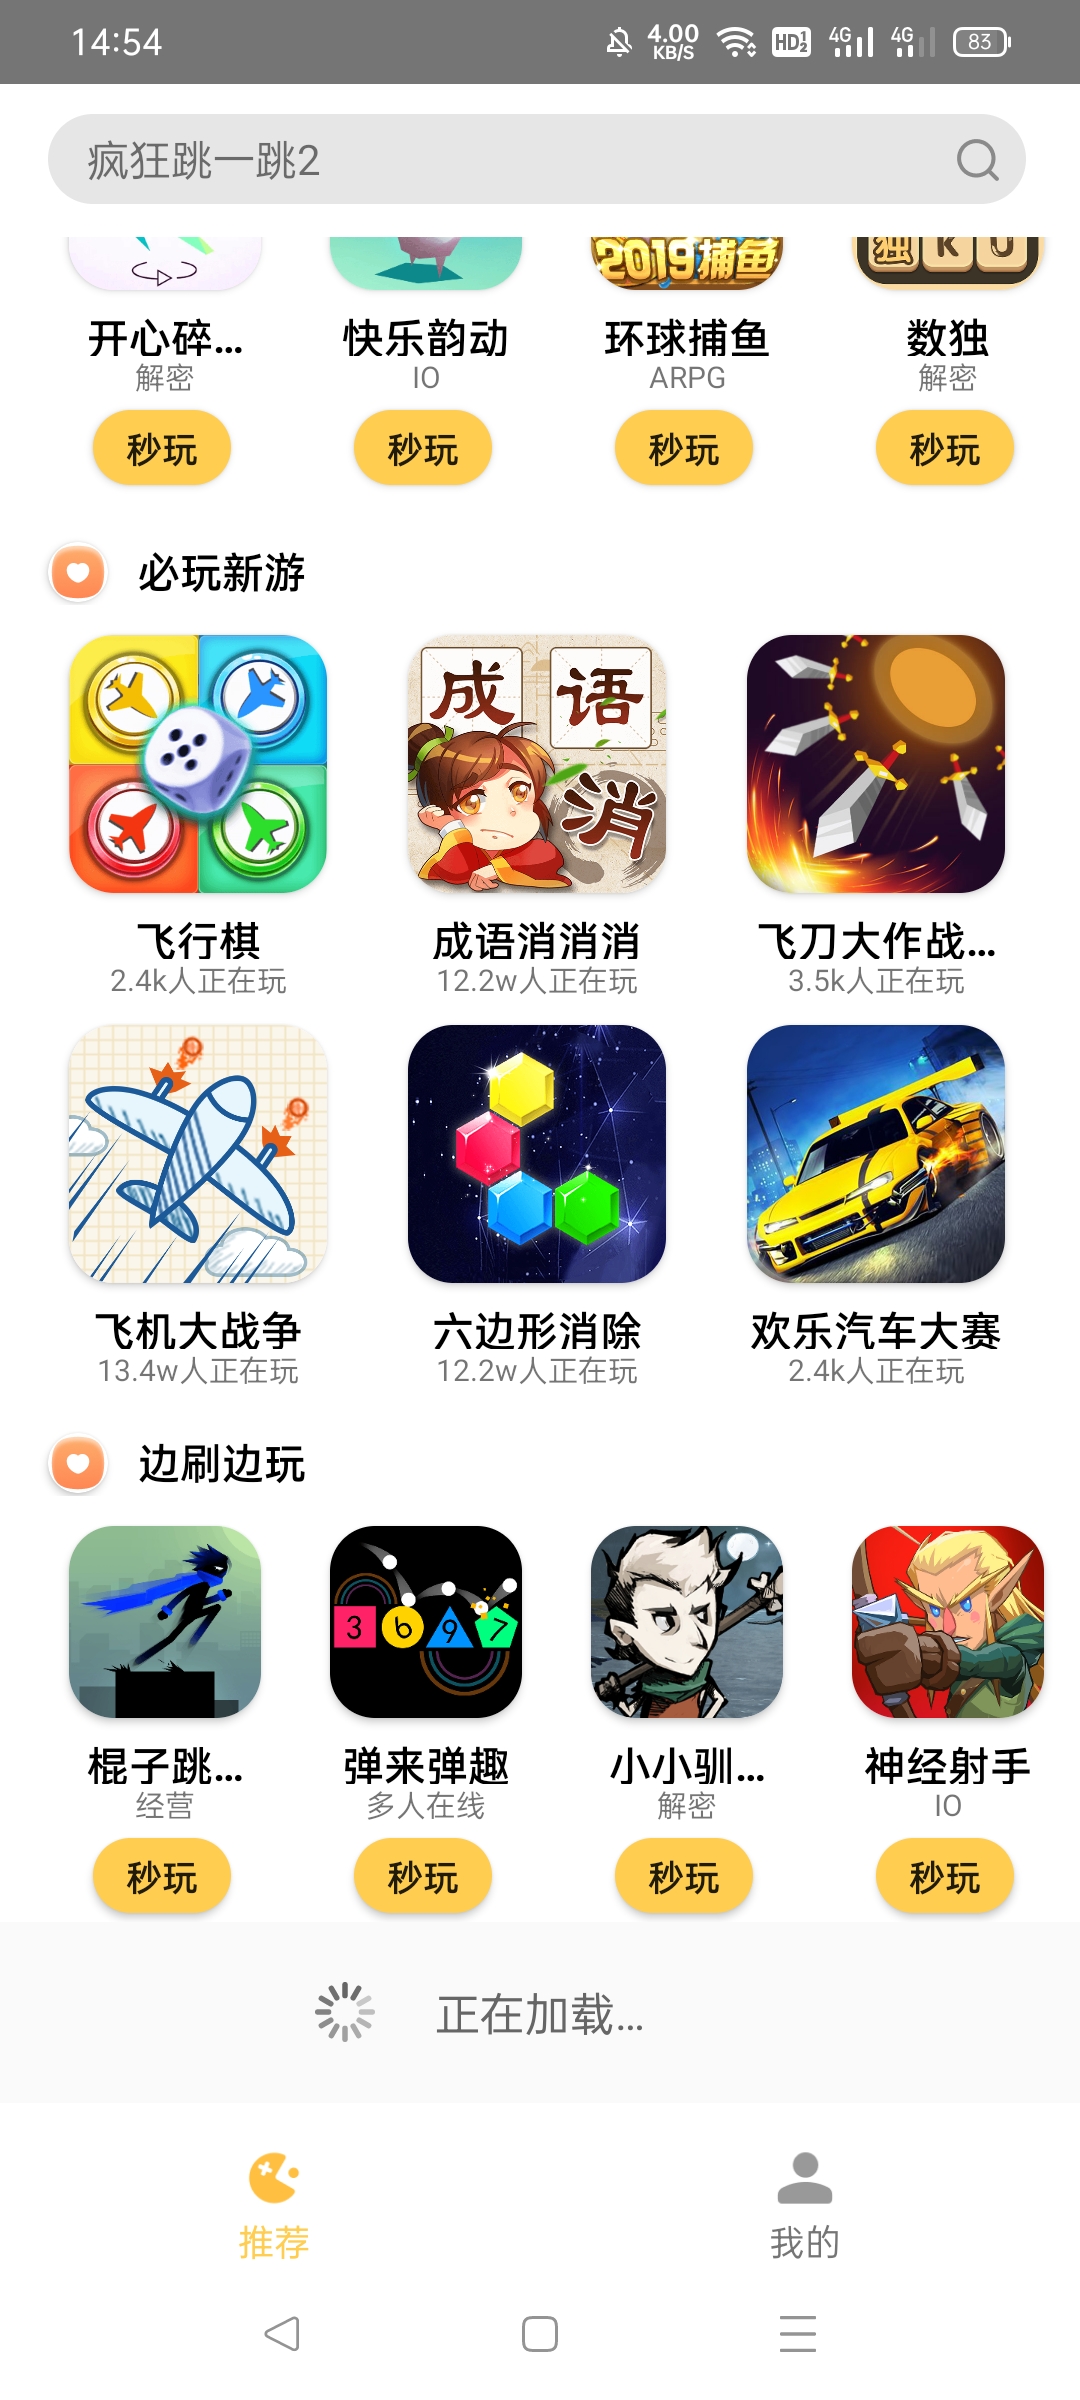 14:54
4.00 KB/S
HD 1 2
4G
4G
83
疯狂跳一跳2
2019捕鱼
独 K U
开心碎...
快乐韵动
环球捕鱼
数独
解密
IO
ARPG
解密
秒玩
秒玩
秒玩
秒玩
必玩新游
成 语
消
飞行棋
成语消消消
飞刀大作战...
2.4k人正在玩
12.2w人正在玩
3.5k人正在玩
飞机大战争
六边形消除
欢乐汽车大赛
13.4w人正在玩
12.2w人正在玩
2.4k人正在玩
边刷边玩
3 6 9 7
棍子跳...
弹来弹趣
小小驯...
神经射手
经营
多人在线
解密
IO
秒玩
秒玩
秒玩
秒玩
正在加载...
推荐
我的